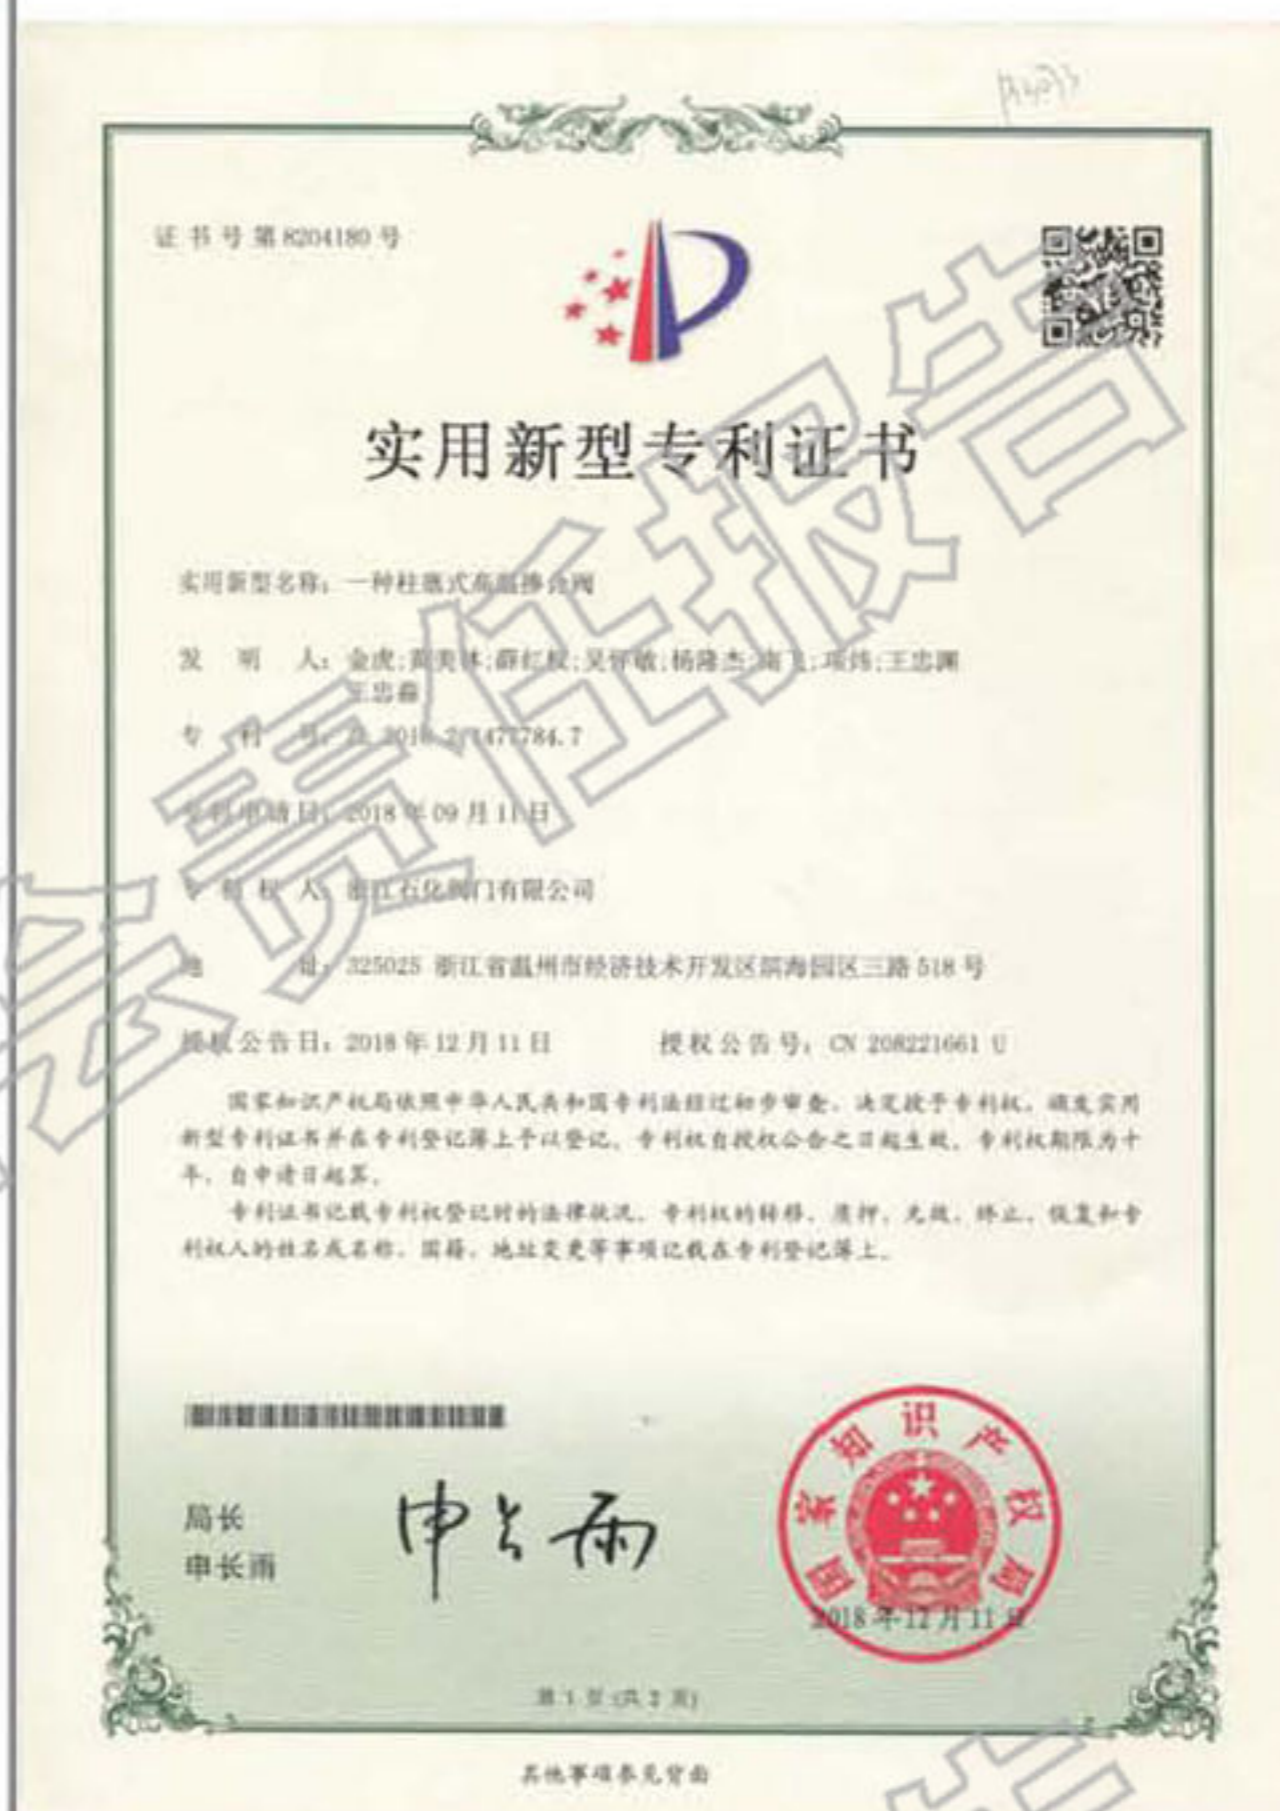 证书号第8204180号
实用新型专利证书
实用新型名称：一种柱底式高温掺合阀
发明人：金虎;黄美林;薛红权;吴怀敏;杨隆杰;南飞;项炜;王忠渊
王忠淼
专利号：ZL 2018 2 1477784.7
专利申请日：2018年09月11日
专利权人：浙江石化阀门有限公司
地址：325025 浙江省温州市经济技术开发区滨海园区三路518号
授权公告日：2018年12月11日 授权公告号：CN 208221661 U
国家知识产权局依照中华人民共和国专利法经过初步审查，决定授予专利权，颁发实用
新型专利证书并在专利登记簿上予以登记。专利权自授权公告之日起生效。专利权期限为十
年，自申请日起算。
专利证书记载专利权登记时的法律状况。专利权的转移、质押、无效、终止、恢复和专
利权人的姓名或名称、国籍、地址变更等事项记载在专利登记簿上。
局长
申长雨
申长雨
国家知识产权局
2018年12月11日
第1页(共2页)
其他事项参见背面
会责任报告
告